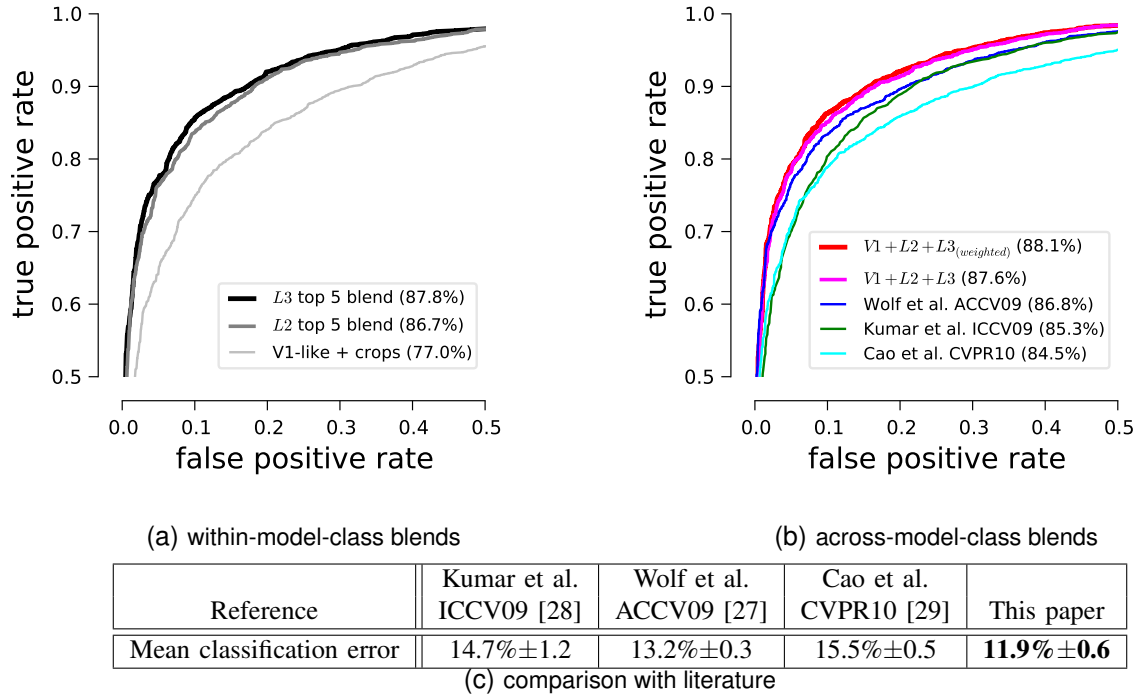 1.0
0.9
0.8
0.7
0.6
0.5
true positive rate
L3 top 5 blend (87.8%)
L2 top 5 blend (86.7%)
V1-like + crops (77.0%)
0.0 0.1 0.2 0.3 0.4 0.5
false positive rate
(a) within-model-class blends
1.0
0.9
0.8
0.7
0.6
0.5
true positive rate
V1+L2+L3(weighted) (88.1%)
V1+L2+L3 (87.6%)
Wolf et al. ACCV09 (86.8%)
Kumar et al. ICCV09 (85.3%)
Cao et al. CVPR10 (84.5%)
0.0 0.1 0.2 0.3 0.4 0.5
false positive rate
(b) across-model-class blends
Kumar et al. Wolf et al. Cao et al.
Reference ICCV09 [28] ACCV09 [27] CVPR10 [29] This paper
Mean classification error 14.7%±1.2 13.2%±0.3 15.5%±0.5 11.9%±0.6
(c) comparison with literature